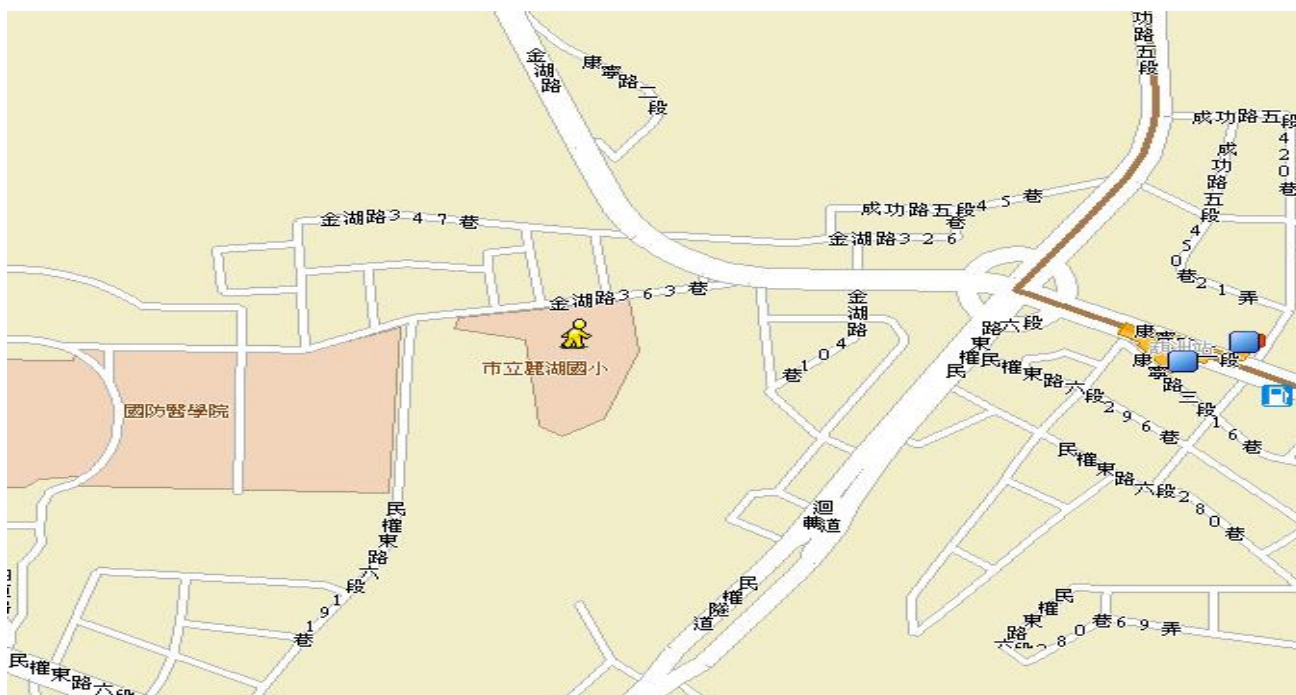 金湖路
康寧路二段
成功路五段
成功路五段420巷
成功路五段450巷21弄
成功路五段45巷
金湖路347巷
金湖路326巷
金湖路363巷
金湖路104巷
市立麗湖國小
國防醫學院
民權東路六段
康寧路三段
康寧路三段16巷
民權東路六段296巷
民權東路六段280巷
迴轉道
民權隧道
民權東路六段191巷
民權東路六段280巷69弄
民權東路六段